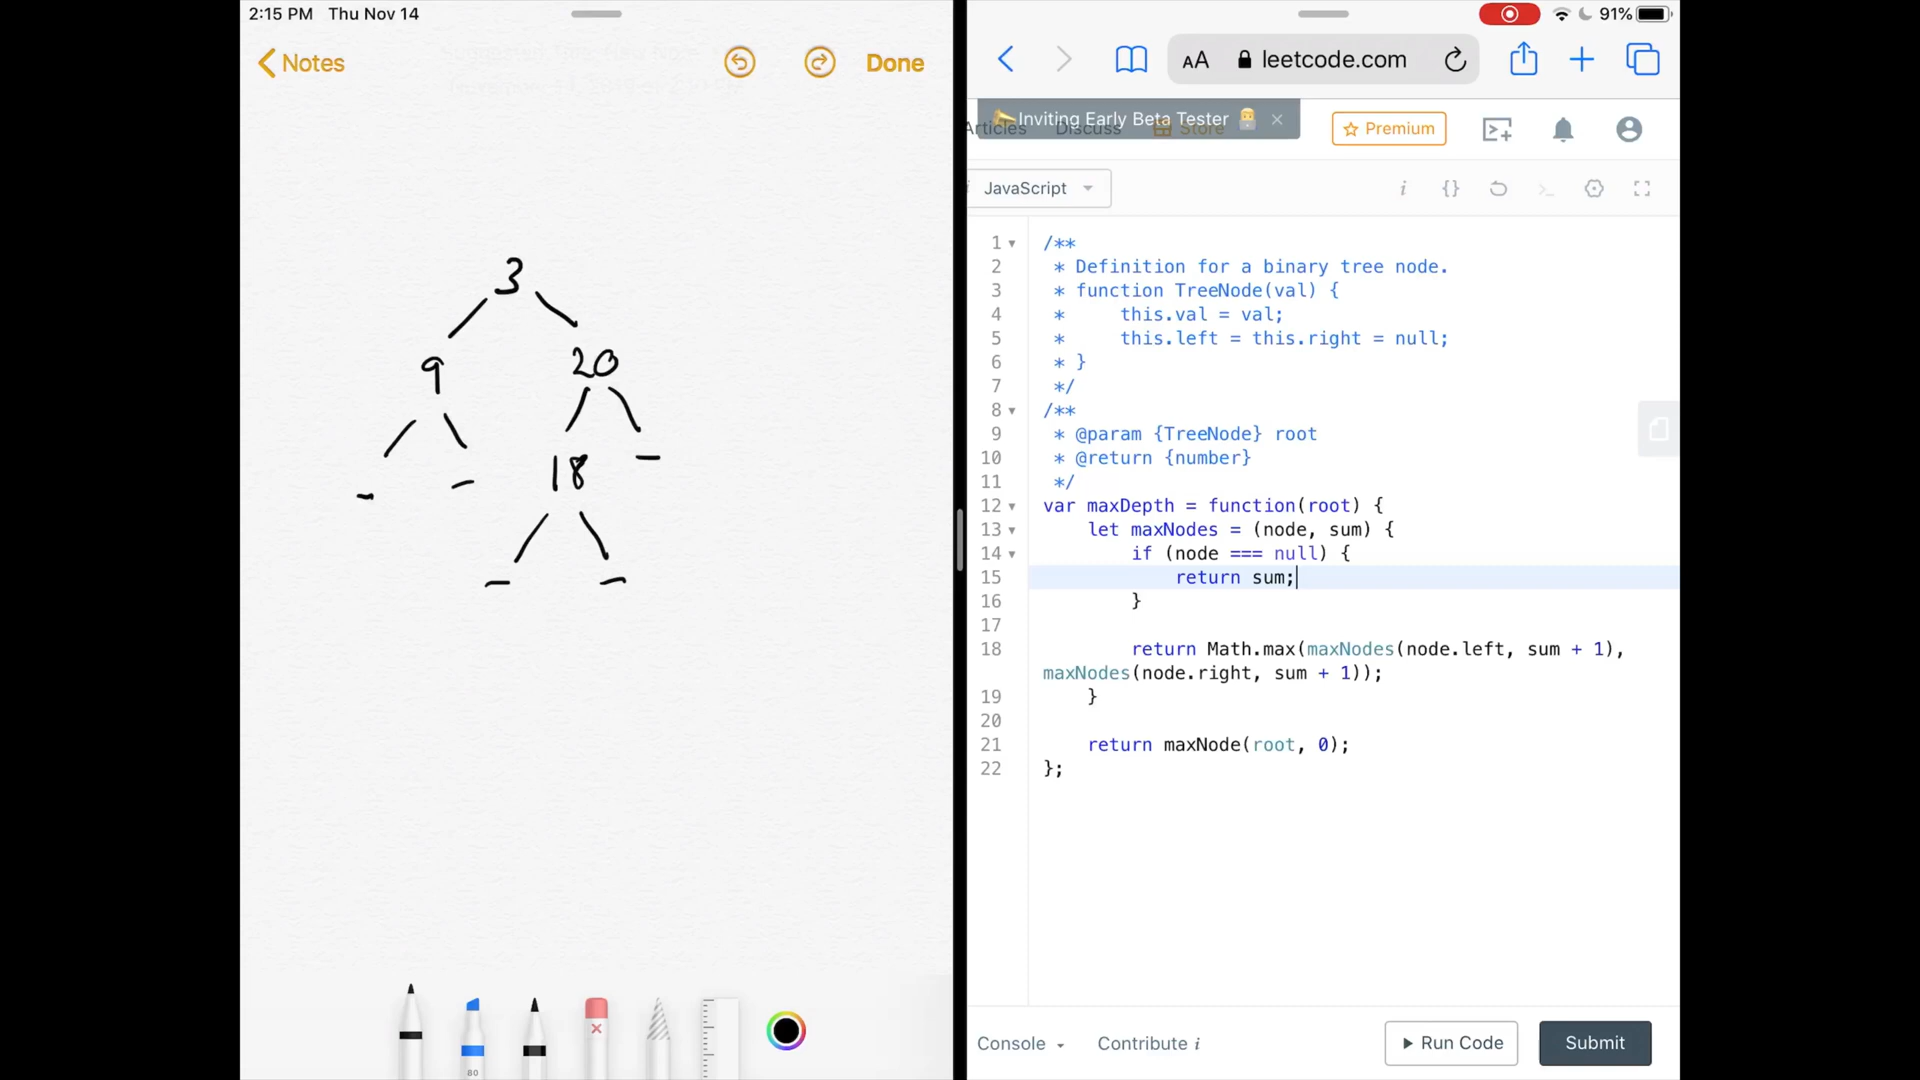 2:15 PM Thu Nov 14
Notes
Done
3
9
20
18
80
91%
AA leetcode.com
Articles Discuss Store
Inviting Early Beta Tester
Premium
JavaScript
i {}
1 /**
2 * Definition for a binary tree node.
3 * function TreeNode(val) {
4 *     this.val = val;
5 *     this.left = this.right = null;
6 * }
7 */
8 /**
9 * @param {TreeNode} root
10 * @return {number}
11 */
12 var maxDepth = function(root) {
13     let maxNodes = (node, sum) {
14         if (node === null) {
15             return sum;
16         }
17
18         return Math.max(maxNodes(node.left, sum + 1),
maxNodes(node.right, sum + 1));
19     }
20
21     return maxNode(root, 0);
22 };
Console
Contribute i
Run Code
Submit